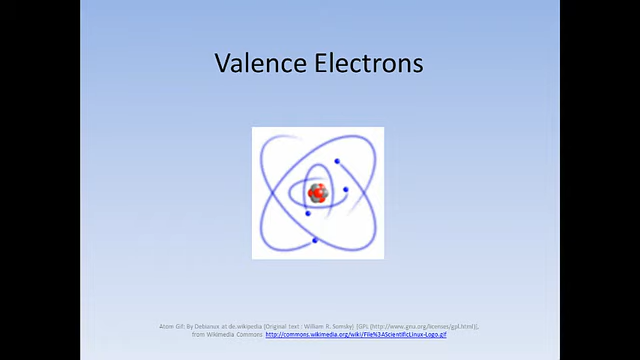 Valence Electrons
Atom Gif: By Debianux at de.wikipedia [Original text : William R. Somsky] [GPL (http://www.gnu.org/licenses/gpl.html)],
from Wikimedia Commons http://commons.wikimedia.org/wiki/File%3AScientificLinux-Logo.gif